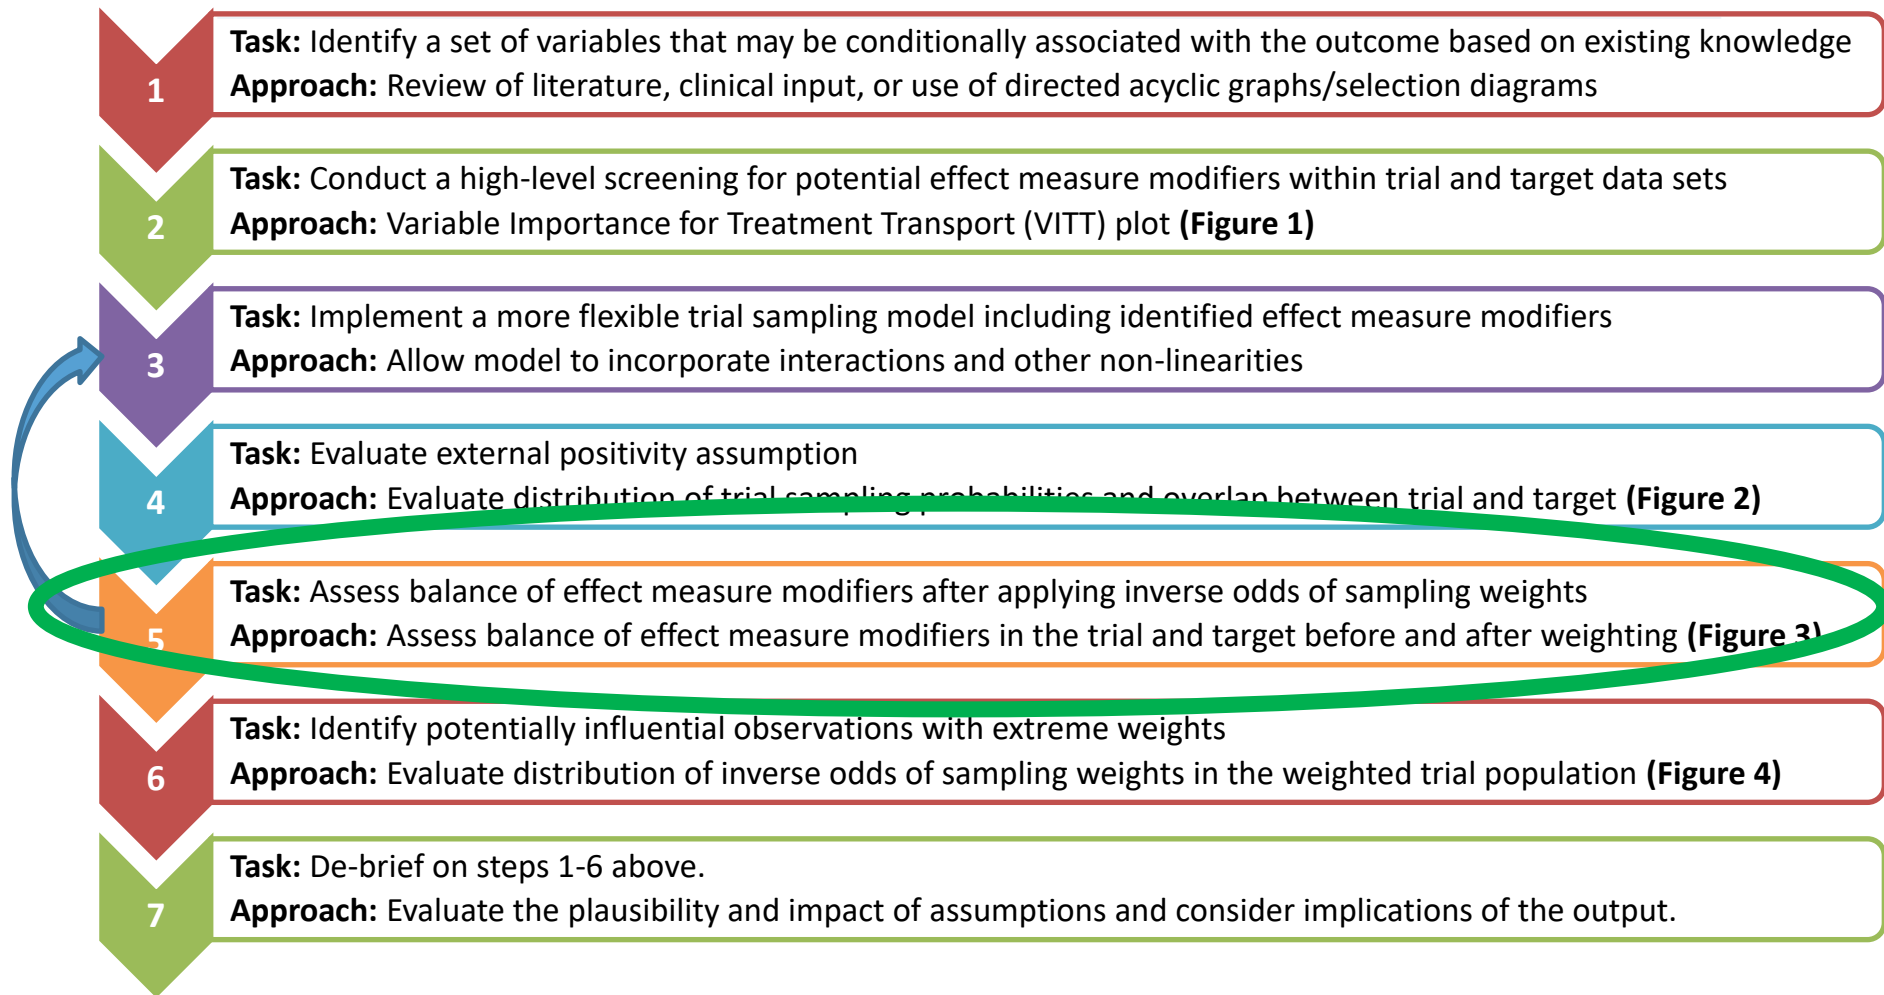 1
Task: Identify a set of variables that may be conditionally associated with the outcome based on existing knowledge
Approach: Review of literature, clinical input, or use of directed acyclic graphs/selection diagrams
2
Task: Conduct a high-level screening for potential effect measure modifiers within trial and target data sets
Approach: Variable Importance for Treatment Transport (VITT) plot (Figure 1)
3
Task: Implement a more flexible trial sampling model including identified effect measure modifiers
Approach: Allow model to incorporate interactions and other non-linearities
4
Task: Evaluate external positivity assumption
Approach: Evaluate distribution of trial sampling probabilities and overlap between trial and target (Figure 2)
5
Task: Assess balance of effect measure modifiers after applying inverse odds of sampling weights
Approach: Assess balance of effect measure modifiers in the trial and target before and after weighting (Figure 3)
6
Task: Identify potentially influential observations with extreme weights
Approach: Evaluate distribution of inverse odds of sampling weights in the weighted trial population (Figure 4)
7
Task: De-brief on steps 1-6 above.
Approach: Evaluate the plausibility and impact of assumptions and consider implications of the output.